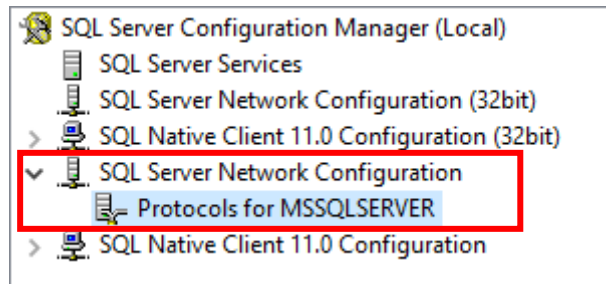 SQL Server Configuration Manager (Local)
SQL Server Services
SQL Server Network Configuration (32bit)
SQL Native Client 11.0 Configuration (32bit)
SQL Server Network Configuration
Protocols for MSSQLSERVER
SQL Native Client 11.0 Configuration